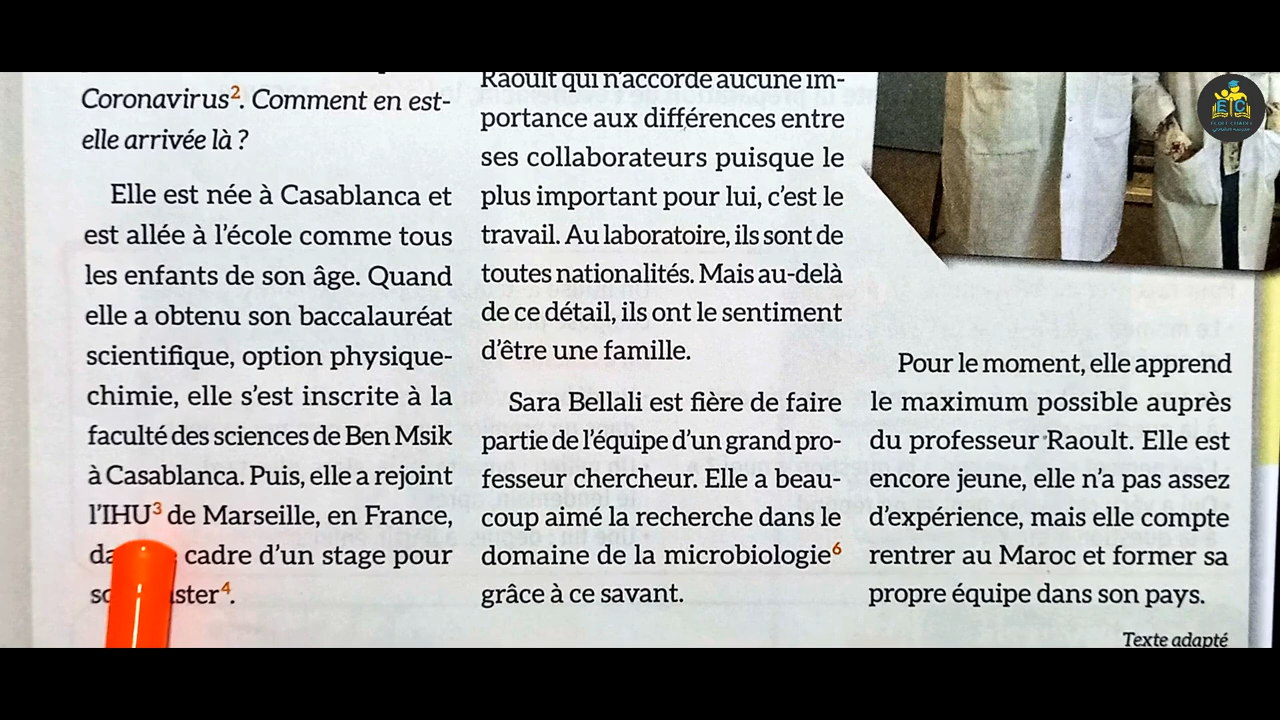 Coronavirus². Comment en est-
elle arrivée là ?
Elle est née à Casablanca et
est allée à l'école comme tous
les enfants de son âge. Quand
elle a obtenu son baccalauréat
scientifique, option physique-
chimie, elle s'est inscrite à la
faculté des sciences de Ben Msik
à Casablanca. Puis, elle a rejoint
l'IHU³ de Marseille, en France,
cadre d'un stage pour
Raoult qui n'accorde aucune im-
portance aux différences entre
ses collaborateurs puisque le
plus important pour lui, c'est le
travail. Au laboratoire, ils sont de
toutes nationalités. Mais au-delà
de ce détail, ils ont le sentiment
d'être une famille.
Sara Bellali est fière de faire
partie de l'équipe d'un grand pro-
fesseur chercheur. Elle a beau-
coup aimé la recherche dans le
domaine de la microbiologie⁶
grâce à ce savant.
Pour le moment, elle apprend
le maximum possible auprès
du professeur Raoult. Elle est
encore jeune, elle n'a pas assez
d'expérience, mais elle compte
rentrer au Maroc et former sa
propre équipe dans son pays.
Texte adapté
E C